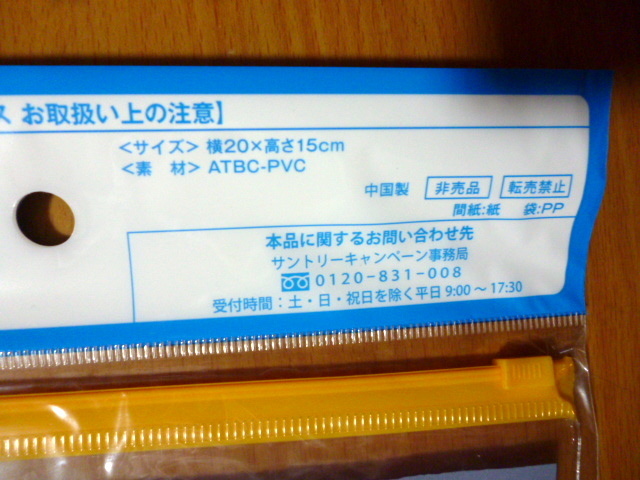 ス お取扱い上の注意】
＜サイズ＞ 横20×高さ15cm
＜素　材＞ ATBC-PVC
中国製 非売品 転売禁止
間紙:紙　袋:PP
本品に関するお問い合わせ先
サントリーキャンペーン事務局
0120-831-008
受付時間：土・日・祝日を除く平日 9:00～17:30